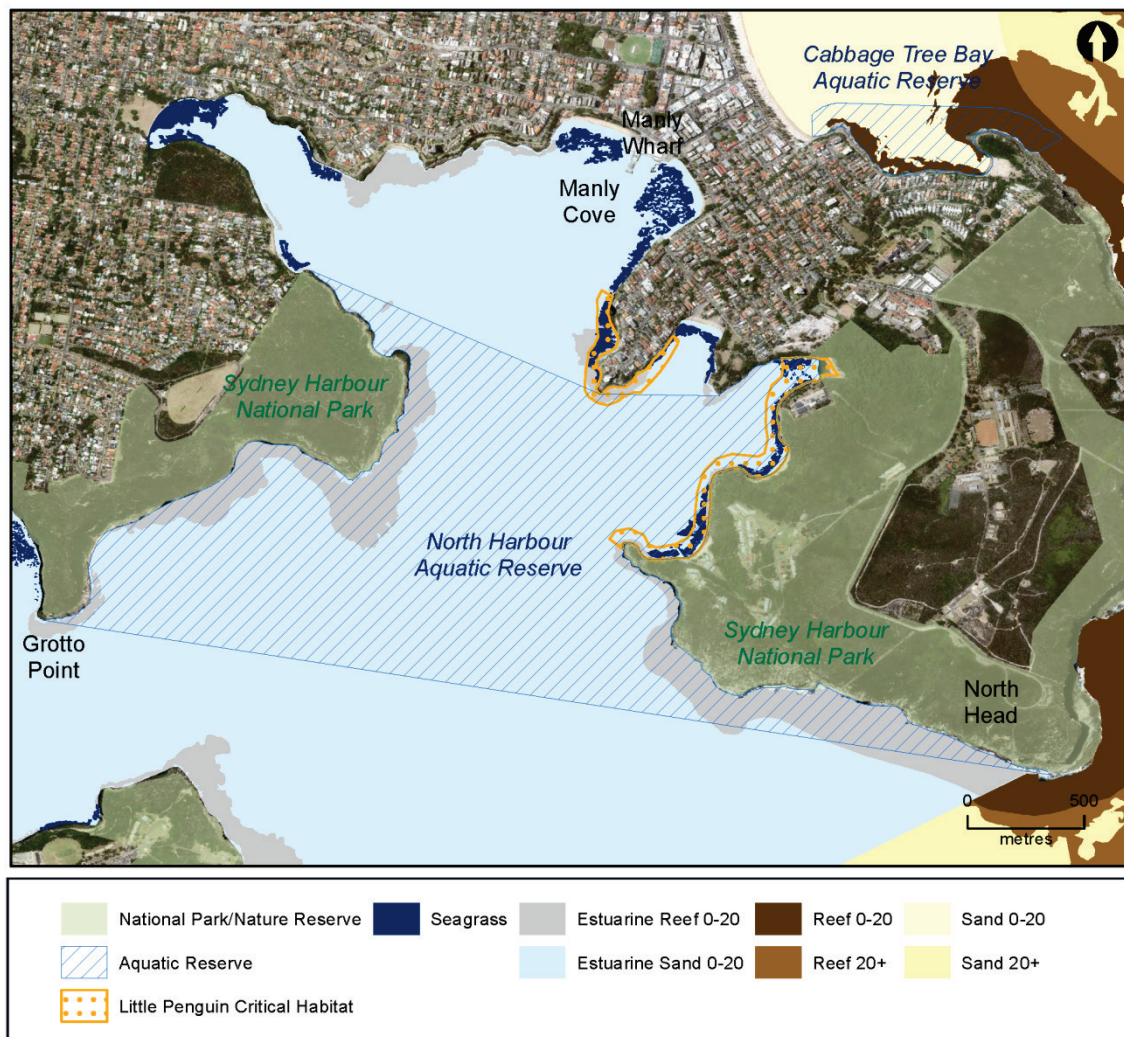 Cabbage Tree Bay
Aquatic Reserve
Manly
Wharf
Manly
Cove
Sydney Harbour
National Park
North Harbour
Aquatic Reserve
Grotto
Point
Sydney Harbour
National Park
North
Head
0 500
metres
National Park/Nature Reserve
Seagrass
Estuarine Reef 0-20
Reef 0-20
Sand 0-20
Aquatic Reserve
Estuarine Sand 0-20
Reef 20+
Sand 20+
Little Penguin Critical Habitat